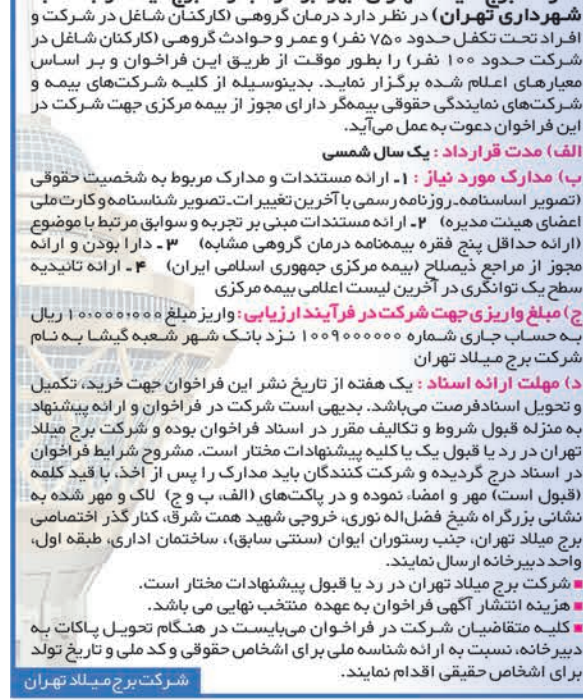 شهرداری تهران) در نظر دارد درمان گروهی (کارکنان شاغل در شرکت و
افراد تحت تکفل حدود ۷۵۰ نفر) و عمر و حوادث گروهی (کارکنان شاغل در
شرکت حدود ۱۰۰ نفر) را بطور موقت از طریق این فراخوان و بر اساس
معیارهای اعلام شده برگزار نماید. بدینوسیله از کلیه شرکت‌های بیمه و
شرکت‌های نمایندگی حقوقی بیمه‌گر دارای مجوز از بیمه مرکزی جهت شرکت در
این فراخوان دعوت به عمل می‌آید.
الف) مدت قرارداد : یک سال شمسی
ب) مدارک مورد نیاز : ۱- ارائه مستندات و مدارک مربوط به شخصیت حقوقی
(تصویر اساسنامه-روزنامه رسمی با آخرین تغییرات-تصویر شناسنامه و کارت ملی
اعضای هیئت مدیره) ۲- ارائه مستندات مبنی بر تجربه و سوابق مرتبط با موضوع
(ارائه حداقل پنج فقره بیمه‌نامه درمان گروهی مشابه) ۳- دارا بودن و ارائه
مجوز از مراجع ذیصلاح (بیمه مرکزی جمهوری اسلامی ایران) ۴- ارائه تائیدیه
سطح یک توانگری در آخرین لیست اعلامی بیمه مرکزی
ج) مبلغ واریزی جهت شرکت در فرآیند ارزیابی : واریز مبلغ ۱،۰۰۰،۰۰۰ ریال
به حساب جاری شماره ۱۰۰۹۰۰۰۰۰۰ نزد بانک شهر شعبه گیشا به نام
شرکت برج میلاد تهران
د) مهلت ارائه اسناد : یک هفته از تاریخ نشر این فراخوان جهت خرید، تکمیل
و تحویل اسنادفرصت می‌باشد. بدیهی است شرکت در فراخوان و ارائه پیشنهاد
به منزله قبول شروط و تکالیف مقرر در اسناد فراخوان بوده و شرکت برج میلاد
تهران در رد یا قبول یک یا کلیه پیشنهادات مختار است. مشروح شرایط فراخوان
در اسناد درج گردیده و شرکت کنندگان باید مدارک را پس از اخذ، با قید کلمه
(قبول است) مهر و امضاء نموده و در پاکت‌های (الف، ب و ج) لاک و مهر شده به
نشانی بزرگراه شیخ فضل‌اله نوری، خروجی شهید همت شرق، کنار گذر اختصاصی
برج میلاد تهران، جنب رستوران ایوان (سنتی سابق)، ساختمان اداری، طبقه اول،
واحد دبیرخانه ارسال نمایند.
■ شرکت برج میلاد تهران در رد یا قبول پیشنهادات مختار است.
■ هزینه انتشار آگهی فراخوان به عهده منتخب نهایی می باشد.
■ کلیه متقاضیان شرکت در فراخوان می‌بایست در هنگام تحویل پاکات به
دبیرخانه، نسبت به ارائه شناسه ملی برای اشخاص حقوقی و کد ملی و تاریخ تولد
برای اشخاص حقیقی اقدام نمایند.
شرکت برج میلاد تهران